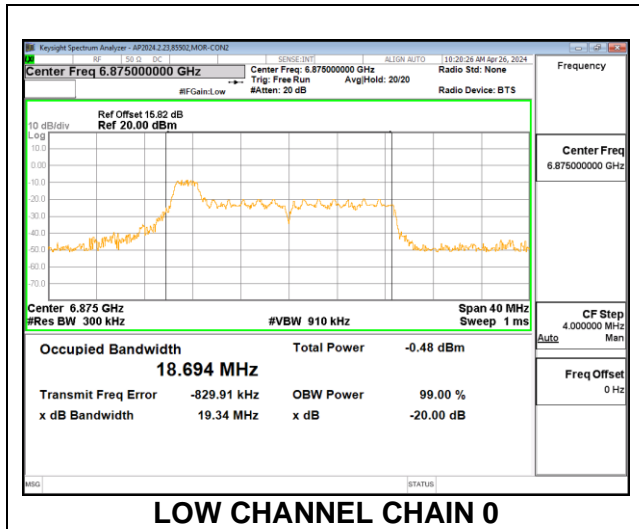 Keysight Spectrum Analyzer - AP2024.2.23,85502,MOR-CON2
RF 50 Ω DC SENSE:INT ALIGN AUTO 10:20:26 AM Apr 26, 2024
Center Freq 6.875000000 GHz
Center Freq: 6.875000000 GHz Radio Std: None
Trig: Free Run Avg|Hold: 20/20
#IFGain:Low #Atten: 20 dB Radio Device: BTS
Frequency
Ref Offset 15.82 dB
10 dB/div Ref 20.00 dBm
Log
10.0
0.00
-10.0
-20.0
-30.0
-40.0
-50.0
-60.0
-70.0
Center Freq
6.875000000 GHz
Center 6.875 GHz Span 40 MHz
#Res BW 300 kHz #VBW 910 kHz Sweep 1 ms
CF Step
4.000000 MHz
Auto Man
Occupied Bandwidth Total Power -0.48 dBm
18.694 MHz
Transmit Freq Error -829.91 kHz OBW Power 99.00 %
x dB Bandwidth 19.34 MHz x dB -20.00 dB
Freq Offset
0 Hz
MSG STATUS
LOW CHANNEL CHAIN 0